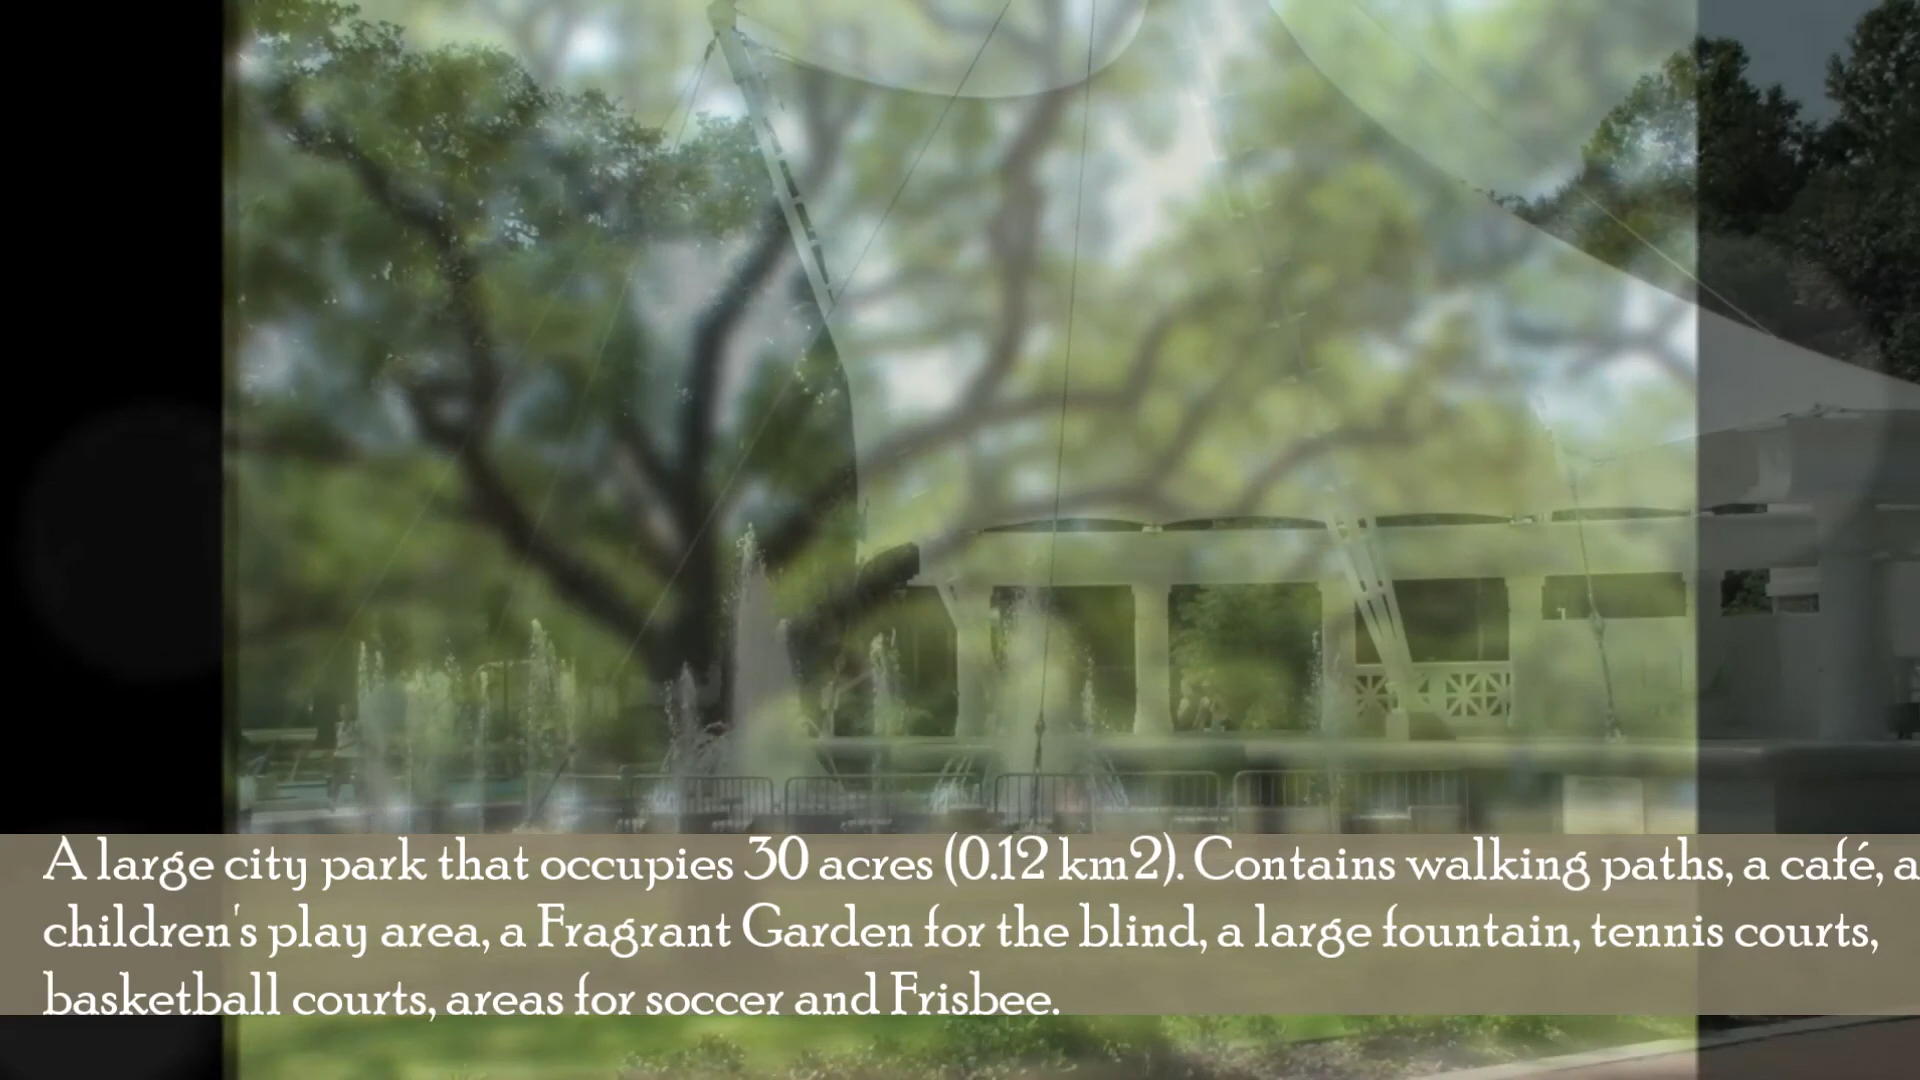 A large city park that occupies 30 acres (0.12 km2). Contains walking paths, a café, a
children's play area, a Fragrant Garden for the blind, a large fountain, tennis courts,
basketball courts, areas for soccer and Frisbee.